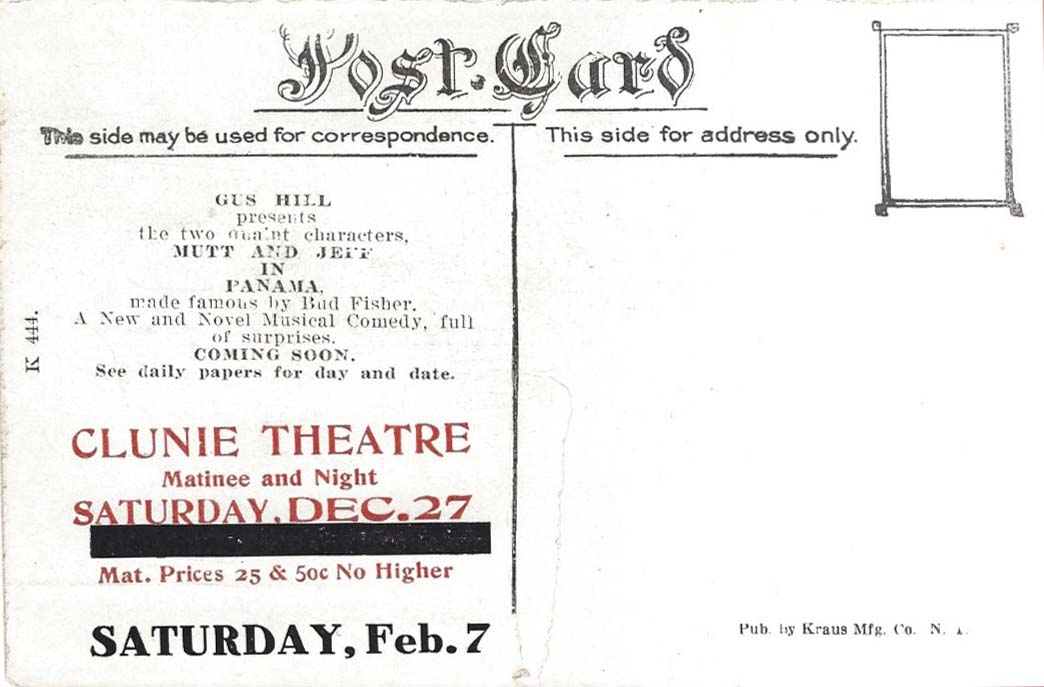 Post Card
This side may be used for correspondence.
This side for address only.
GUS HILL
presents
the two quaint characters,
MUTT AND JEFF
IN
PANAMA,
made famous by Bud Fisher.
A New and Novel Musical Comedy, full
of surprises.
COMING SOON.
See daily papers for day and date.
K 444.
CLUNIE THEATRE
Matinee and Night
SATURDAY, DEC. 27
Mat. Prices 25 & 50c No Higher
SATURDAY, Feb. 7
Pub. by Kraus Mfg. Co. N.